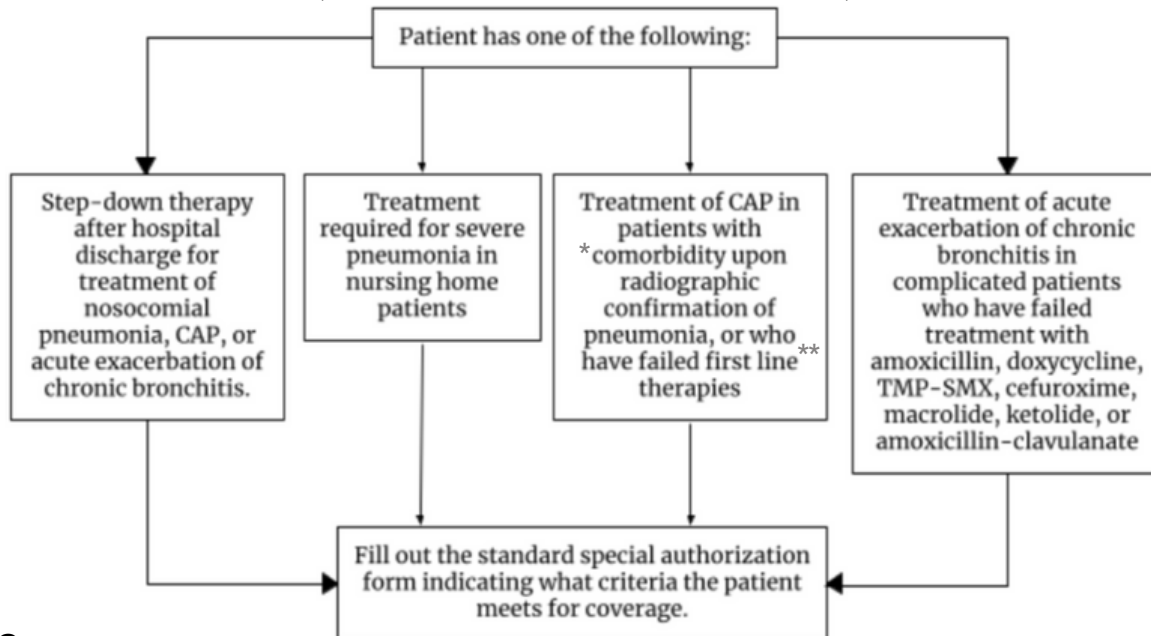 Patient has one of the following:
Step-down therapy
after hospital
discharge for
treatment of
nosocomial
pneumonia, CAP, or
acute exacerbation of
chronic bronchitis.
Treatment
required for severe
pneumonia in
nursing home
patients
Treatment of CAP in
patients with
*comorbidity upon
radiographic
confirmation of
pneumonia, or who
have failed first line**
therapies
Treatment of acute
exacerbation of chronic
bronchitis in
complicated patients
who have failed
treatment with
amoxicillin, doxycycline,
TMP-SMX, cefuroxime,
macrolide, ketolide, or
amoxicillin-clavulanate
Fill out the standard special authorization
form indicating what criteria the patient
meets for coverage.